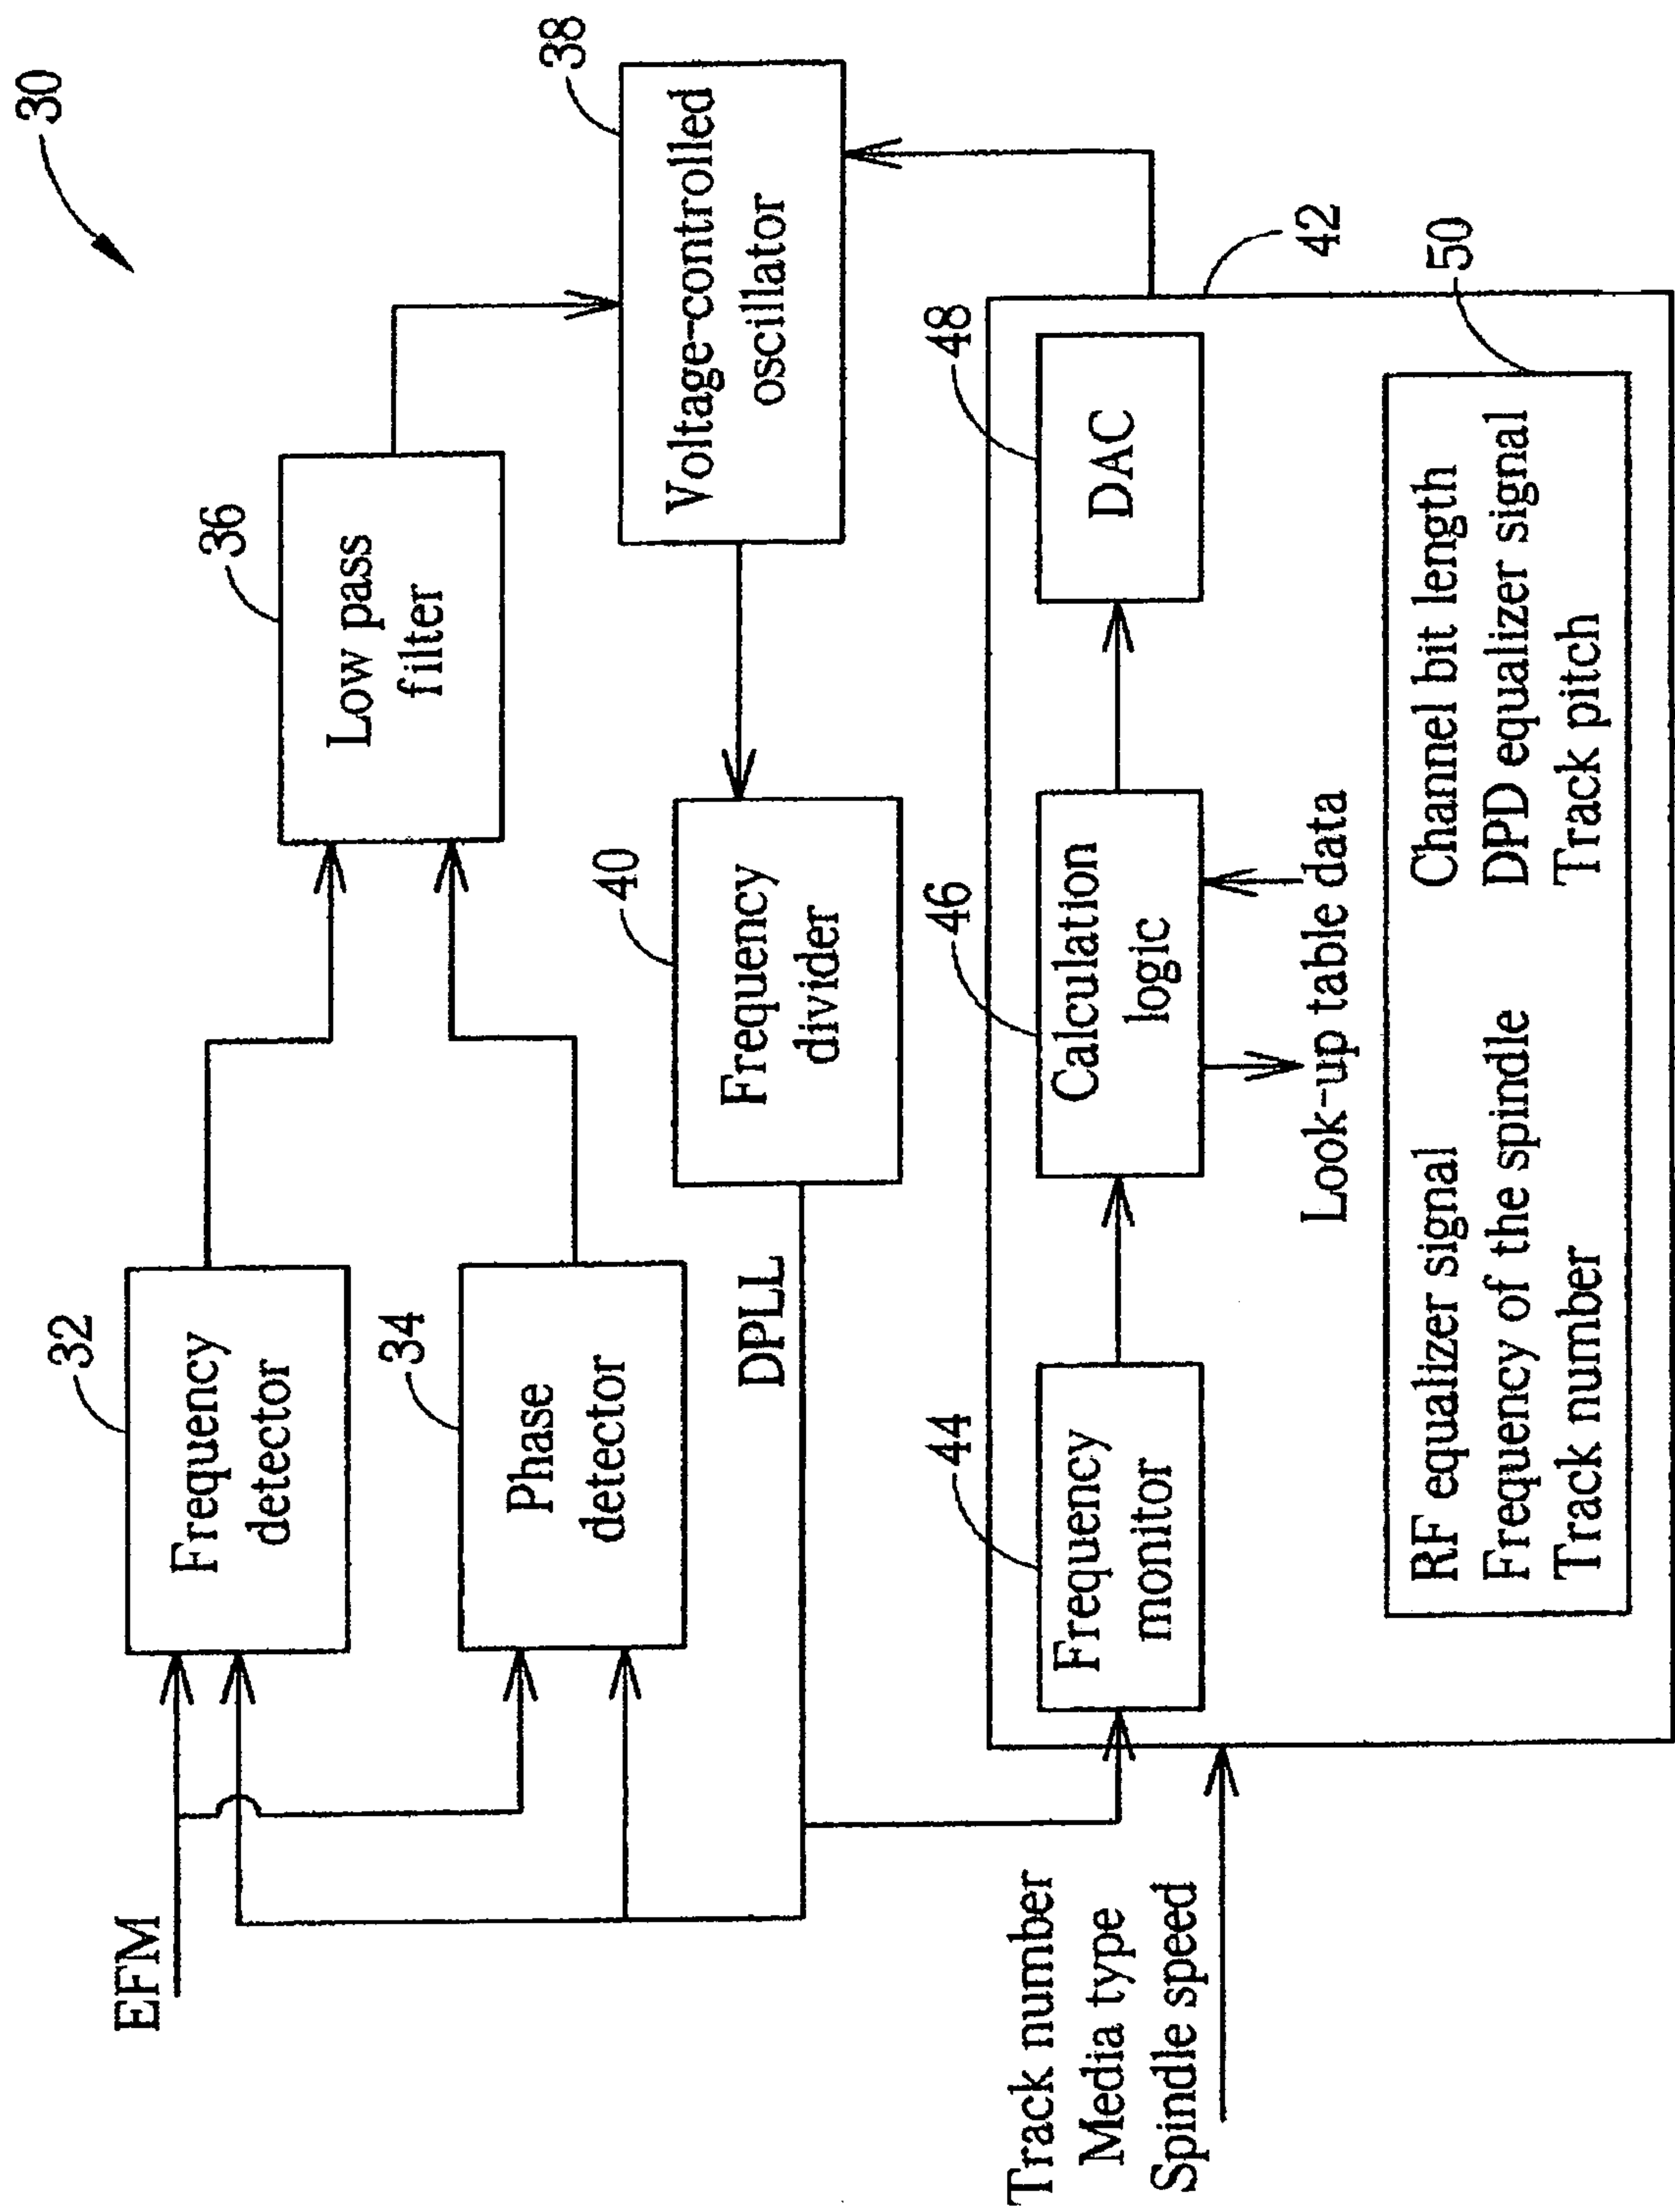 30
32
Frequency
detector
36
Low pass
filter
38
Voltage-controlled
oscillator
EFM
34
Phase
detector
40
Frequency
divider
DPLL
42
44
Frequency
monitor
46
Calculation
logic
48
DAC
Look-up table data
50
RF equalizer signal
Channel bit length
Frequency of the spindle
DPD equalizer signal
Track number
Track pitch
Track number
Media type
Spindle speed